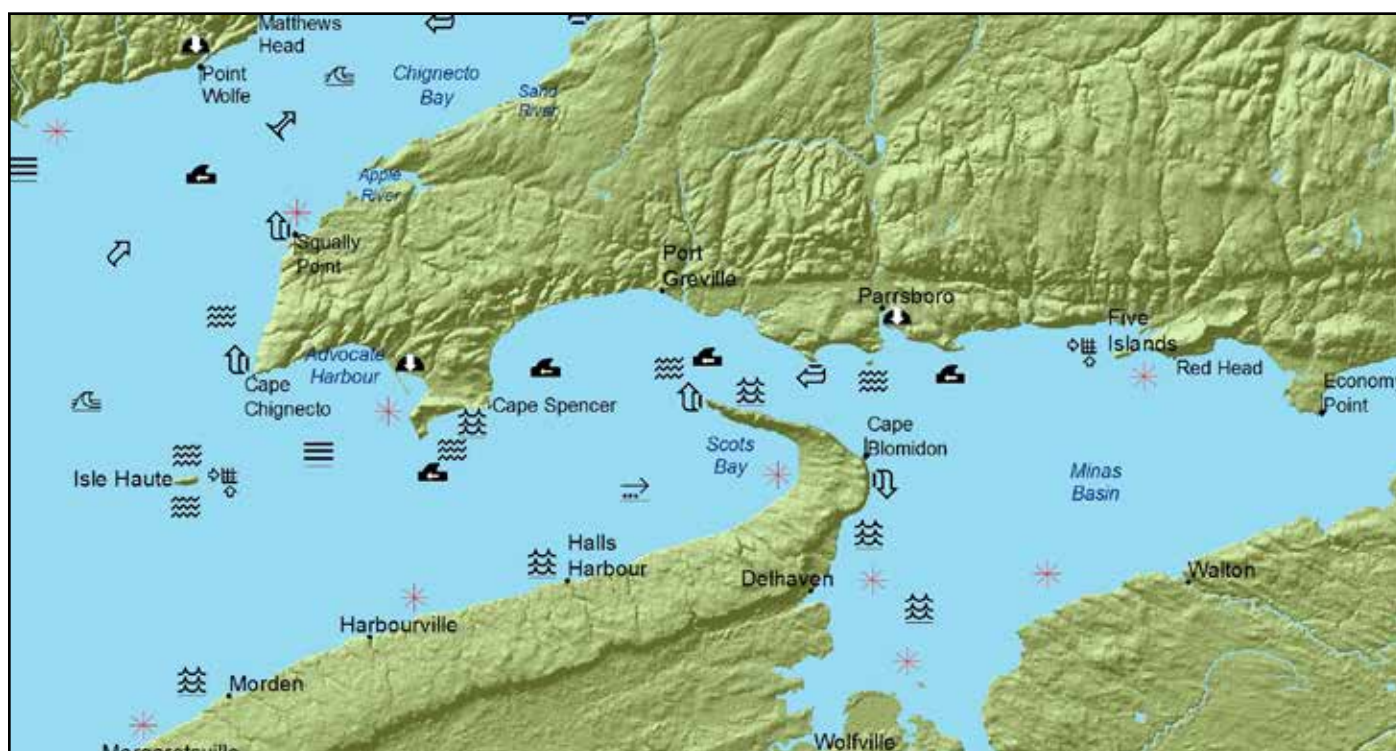 Matthews
Head
Point
Wolfe
Chignecto
Bay
Sand
River
Apple
River
Squally
Point
Port
Greville
Parrsboro
Five
Islands
Red Head
Economy
Point
Advocate
Harbour
Cape
Chignecto
Cape Spencer
Scots
Bay
Cape
Blomidon
Minas
Basin
Isle Haute
Halls
Harbour
Delhaven
Walton
Harbourville
Morden
Margaretsville
Wolfville